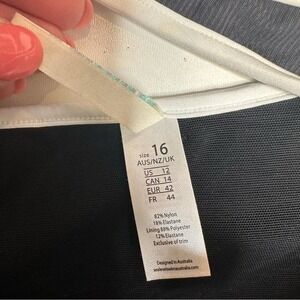 size 16
AUS/NZ/UK
US 12
CAN 14
EUR 42
FR 44
82% Nylon
18% Elastane
Lining 88% Polyester
12% Elastane
Exclusive of trim
Designed in Australia